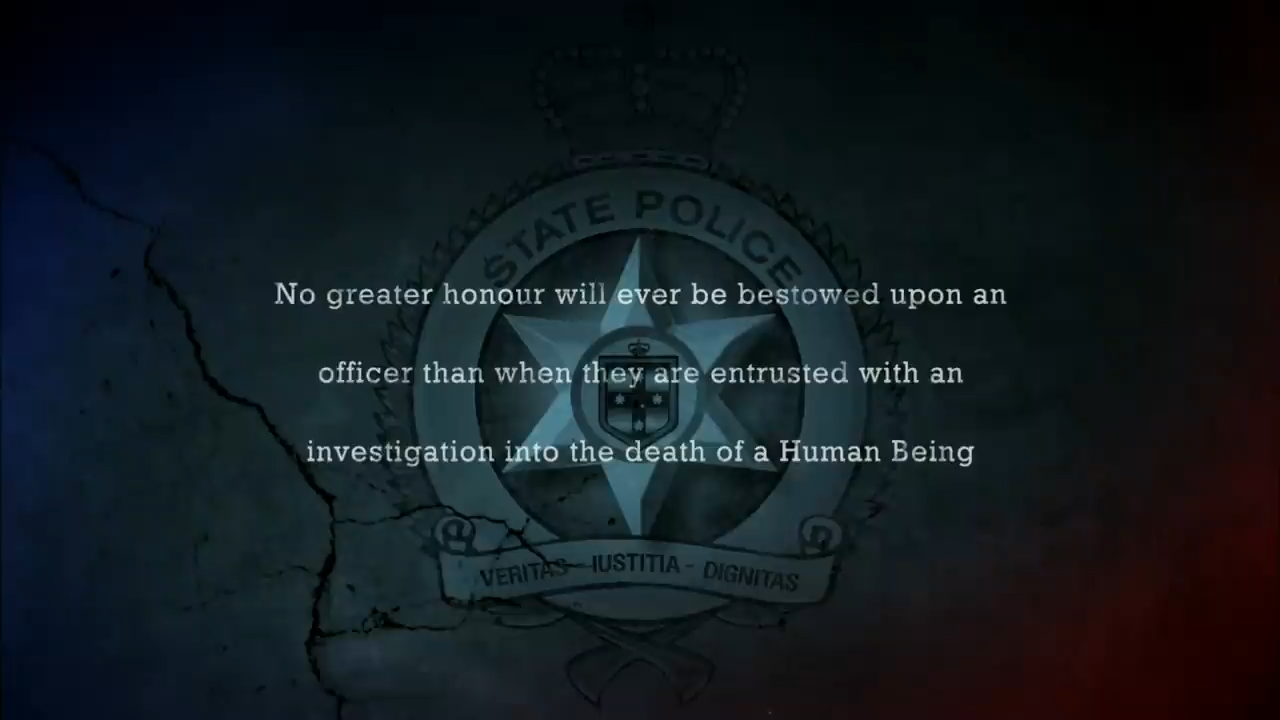 STATE POLICE
No greater honour will ever be bestowed upon an
officer than when they are entrusted with an
investigation into the death of a Human Being
VERITAS - IUSTITIA - DIGNITAS